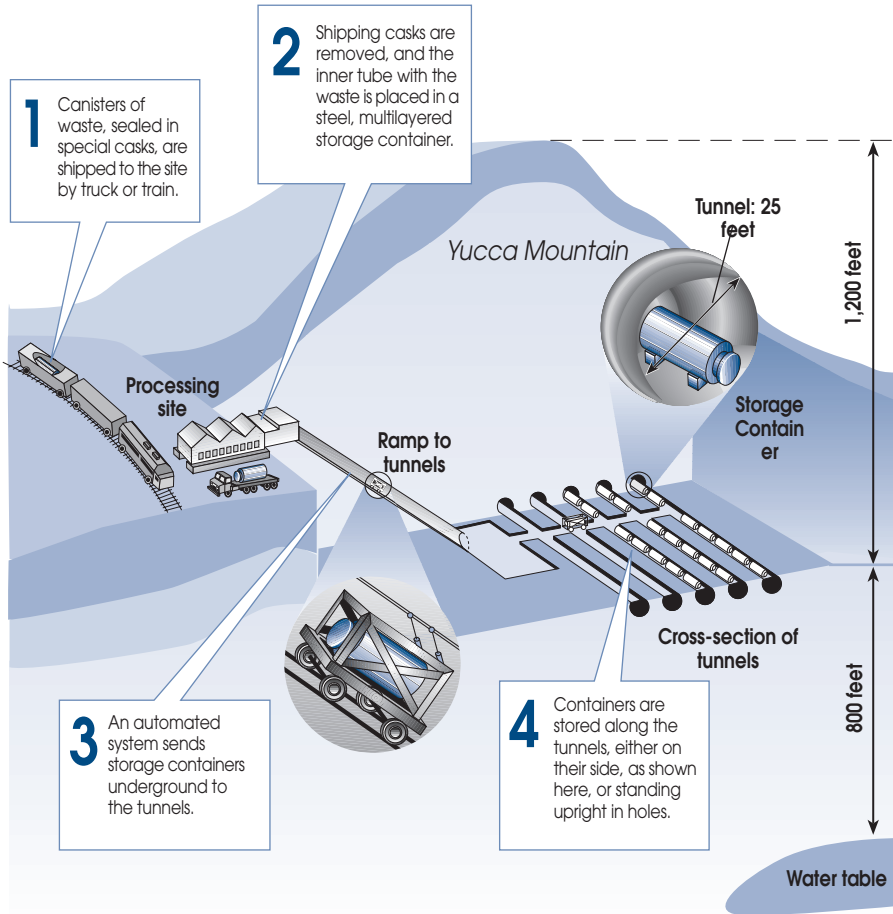 1
Canisters of
waste, sealed in
special casks, are
shipped to the site
by truck or train.
2
Shipping casks are
removed, and the
inner tube with the
waste is placed in a
steel, multilayered
storage container.
Tunnel: 25
feet
Yucca Mountain
1,200 feet
Processing
site
Ramp to
tunnels
Storage
Contain
er
Cross-section of
tunnels
3
An automated
system sends
storage containers
underground to
the tunnels.
4
Containers are
stored along the
tunnels, either on
their side, as shown
here, or standing
upright in holes.
800 feet
Water table